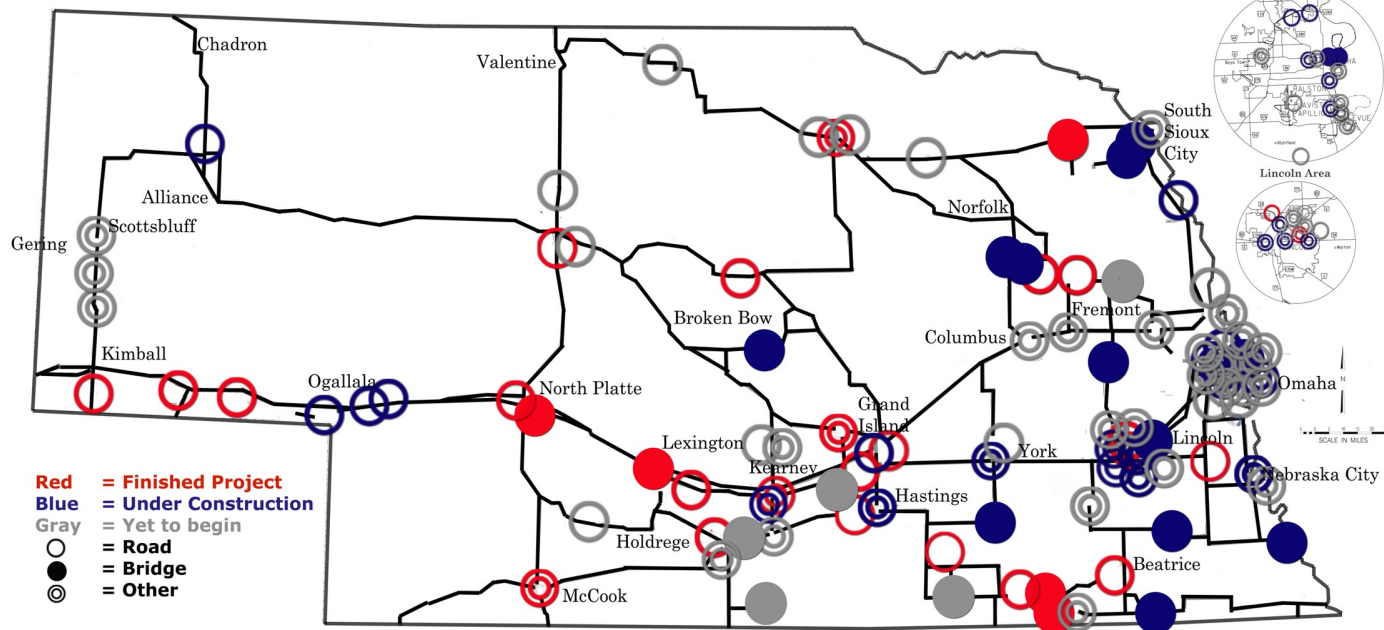 Chadron
Valentine
South
Sioux
City
Lincoln Area
Alliance
Norfolk
Scottsbluff
Gering
Broken Bow
Fremont
Columbus
Kimball
Ogallala
North Platte
Omaha
N
Grand
Island
SCALE IN MILES
Lexington
Kearney
York
Lincoln
Nebraska City
Hastings
Red = Finished Project
Blue = Under Construction
Gray = Yet to begin
= Road
= Bridge
= Other
Holdrege
McCook
Beatrice
RALSTON